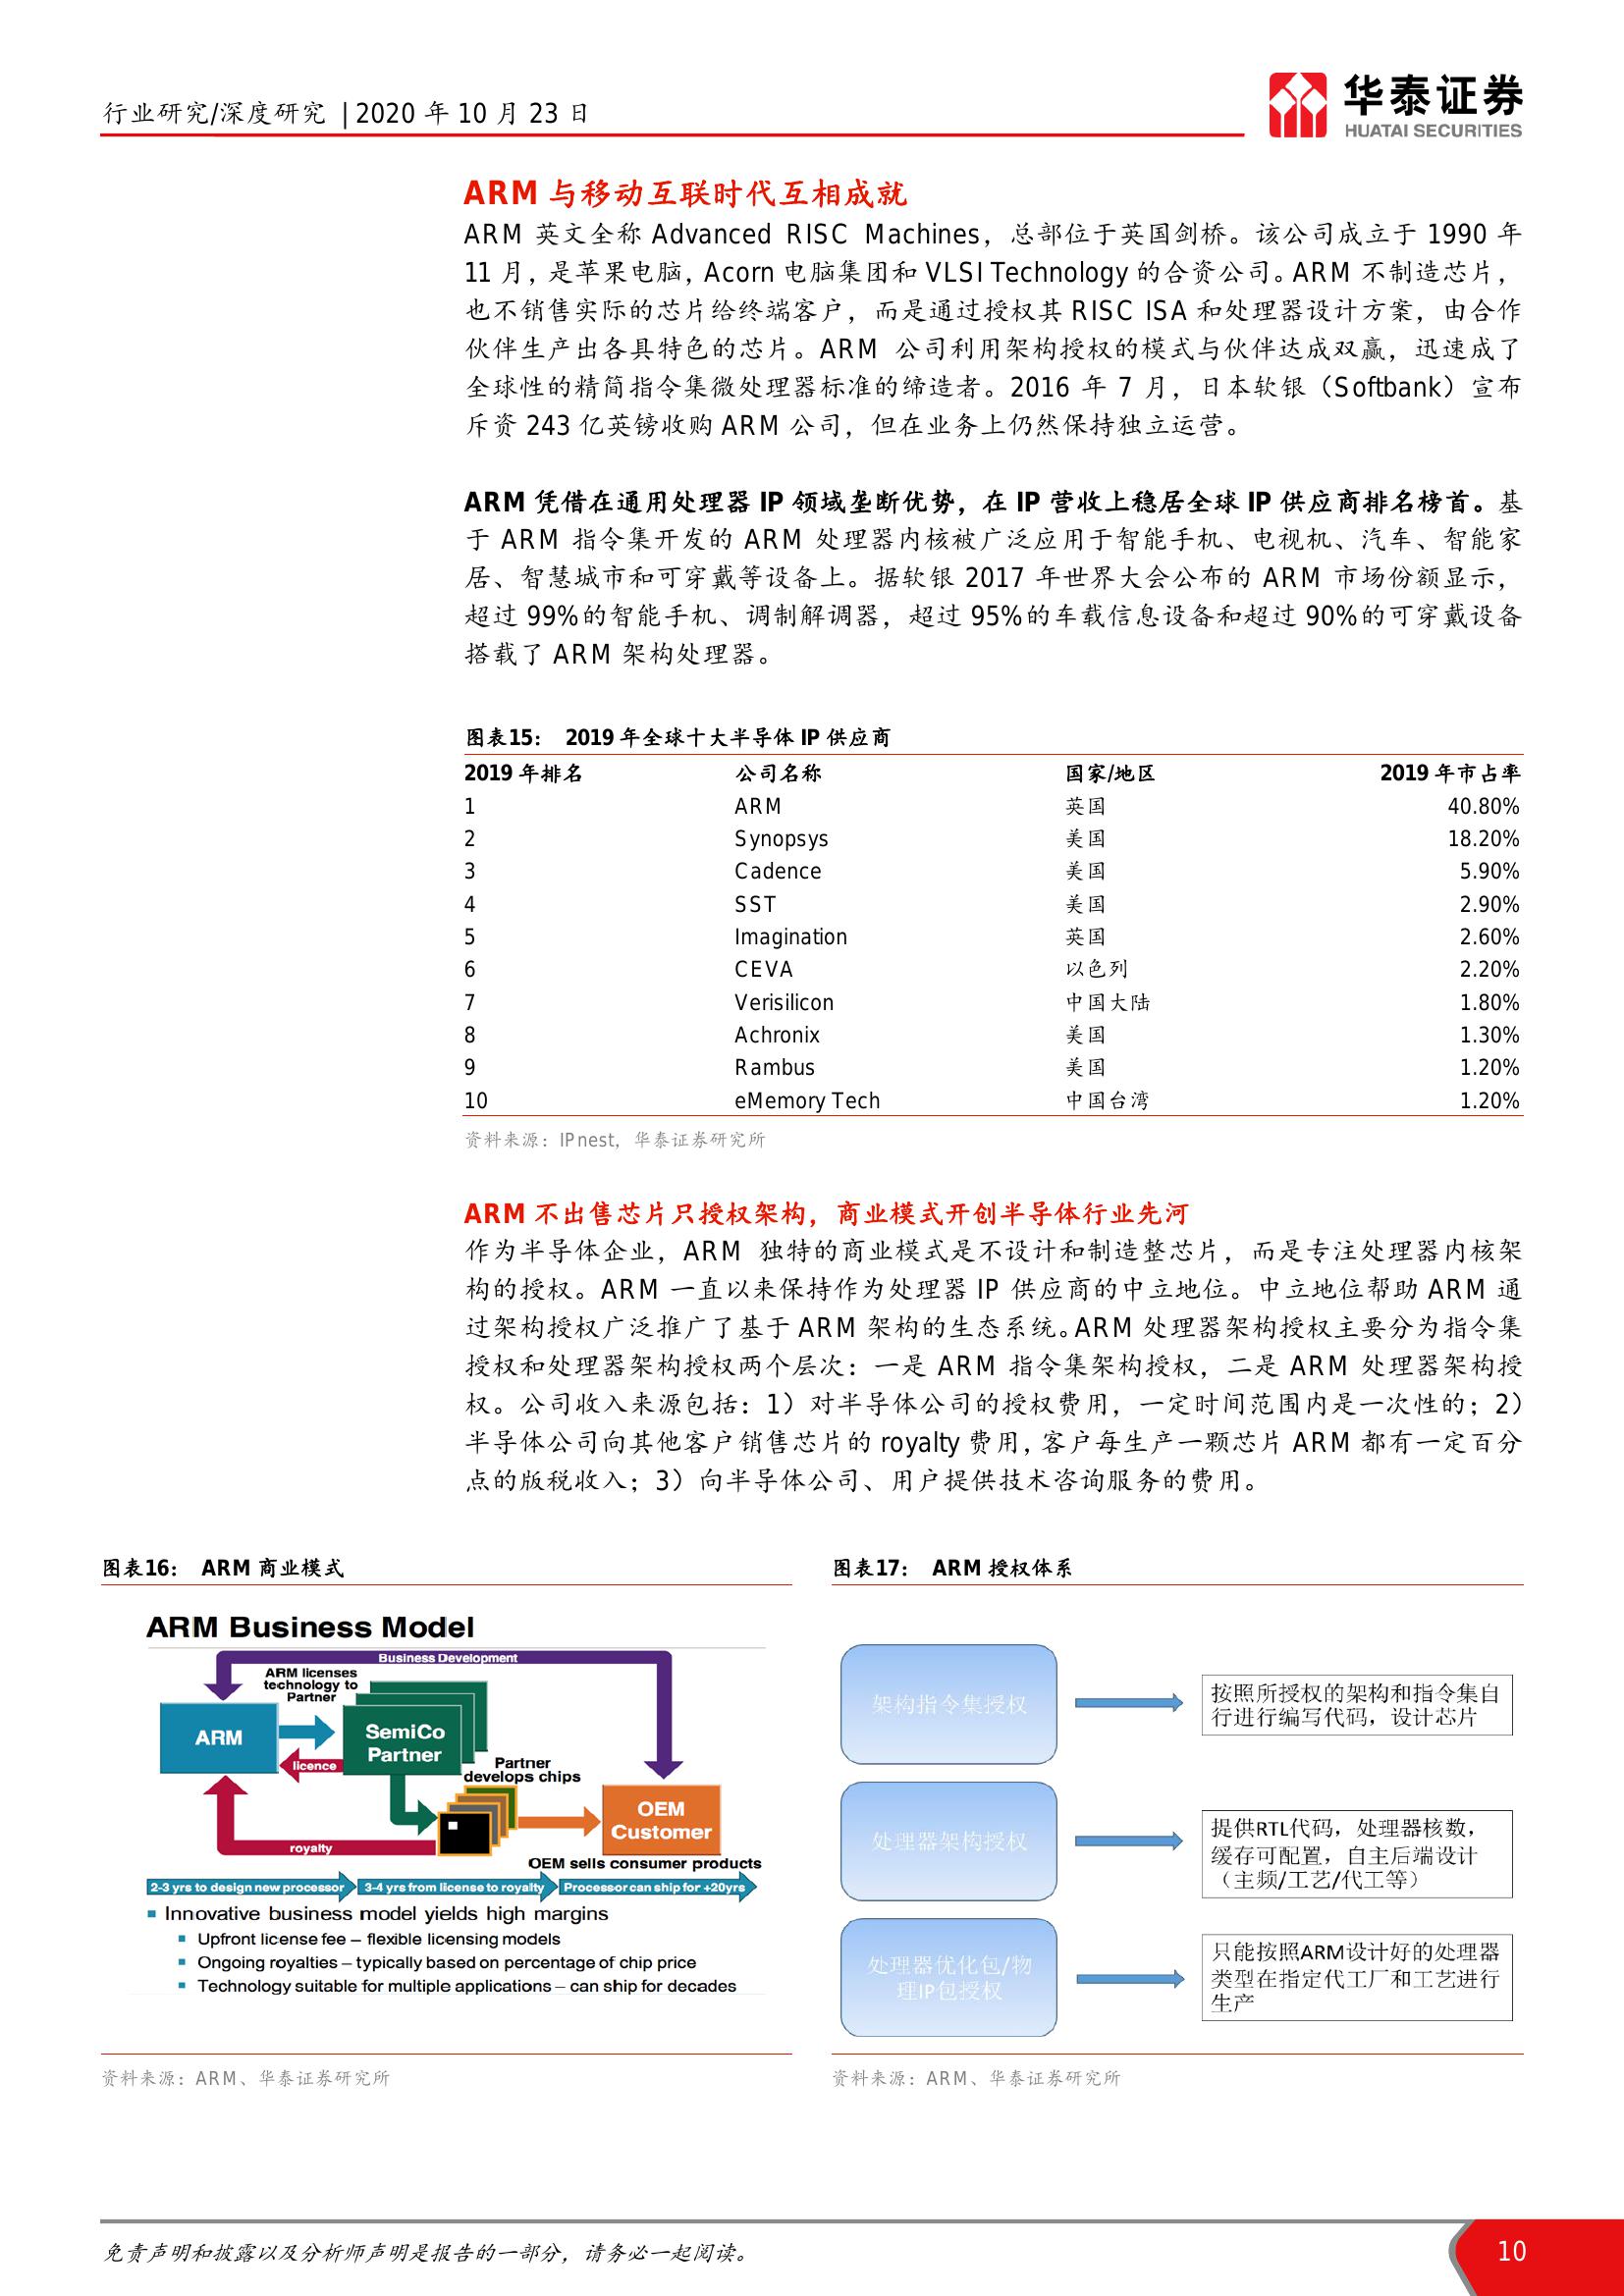 行业研究/深度研究 | 2020 年 10 月 23 日
华泰证券
HUATAI SECURITIES
ARM 与移动互联时代互相成就
ARM 英文全称 Advanced RISC Machines，总部位于英国剑桥。该公司成立于 1990 年
11 月，是苹果电脑，Acorn 电脑集团和 VLSI Technology 的合资公司。ARM 不制造芯片，
也不销售实际的芯片给终端客户，而是通过授权其 RISC ISA 和处理器设计方案，由合作
伙伴生产出各具特色的芯片。ARM 公司利用架构授权的模式与伙伴达成双赢，迅速成了
全球性的精简指令集微处理器标准的缔造者。2016 年 7 月，日本软银（Softbank）宣布
斥资 243 亿英镑收购 ARM 公司，但在业务上仍然保持独立运营。
ARM 凭借在通用处理器 IP 领域垄断优势，在 IP 营收上稳居全球 IP 供应商排名榜首。基
于 ARM 指令集开发的 ARM 处理器内核被广泛应用于智能手机、电视机、汽车、智能家
居、智慧城市和可穿戴等设备上。据软银 2017 年世界大会公布的 ARM 市场份额显示，
超过 99%的智能手机、调制解调器，超过 95%的车载信息设备和超过 90%的可穿戴设备
搭载了 ARM 架构处理器。
图表15： 2019 年全球十大半导体 IP 供应商
2019 年排名 公司名称 国家/地区 2019 年市占率
1 ARM 英国 40.80%
2 Synopsys 美国 18.20%
3 Cadence 美国 5.90%
4 SST 美国 2.90%
5 Imagination 英国 2.60%
6 CEVA 以色列 2.20%
7 Verisilicon 中国大陆 1.80%
8 Achronix 美国 1.30%
9 Rambus 美国 1.20%
10 eMemory Tech 中国台湾 1.20%
资料来源：IPnest，华泰证券研究所
ARM 不出售芯片只授权架构，商业模式开创半导体行业先河
作为半导体企业，ARM 独特的商业模式是不设计和制造整芯片，而是专注处理器内核架
构的授权。ARM 一直以来保持作为处理器 IP 供应商的中立地位。中立地位帮助 ARM 通
过架构授权广泛推广了基于 ARM 架构的生态系统。ARM 处理器架构授权主要分为指令集
授权和处理器架构授权两个层次：一是 ARM 指令集架构授权，二是 ARM 处理器架构授
权。公司收入来源包括：1）对半导体公司的授权费用，一定时间范围内是一次性的；2）
半导体公司向其他客户销售芯片的 royalty 费用，客户每生产一颗芯片 ARM 都有一定百分
点的版税收入；3）向半导体公司、用户提供技术咨询服务的费用。
图表16： ARM 商业模式
ARM Business Model
Business Development
ARM licenses
technology to
Partner
ARM
SemiCo
Partner
licence
Partner
develops chips
OEM
Customer
royalty
OEM sells consumer products
2-3 yrs to design new processor
3-4 yrs from license to royalty
Processor can ship for +20yrs
Innovative business model yields high margins
Upfront license fee – flexible licensing models
Ongoing royalties – typically based on percentage of chip price
Technology suitable for multiple applications – can ship for decades
资料来源：ARM、华泰证券研究所
图表17： ARM 授权体系
架构指令集授权
按照所授权的架构和指令集自
行进行编写代码，设计芯片
处理器架构授权
提供RTL代码，处理器核数，
缓存可配置，自主后端设计
（主频/工艺/代工等）
处理器优化包/物
理IP包授权
只能按照ARM设计好的处理器
类型在指定代工厂和工艺进行
生产
资料来源：ARM、华泰证券研究所
免责声明和披露以及分析师声明是报告的一部分，请务必一起阅读。
10